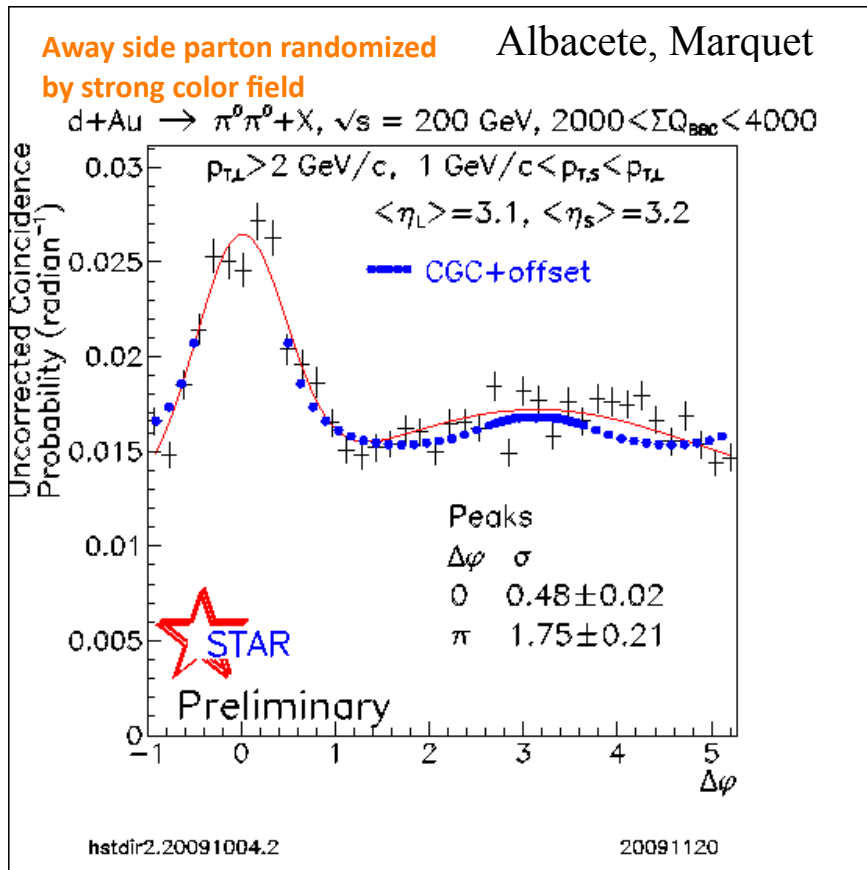 Away side parton randomized
by strong color field
Albacete, Marquet
d+Au → π⁰π⁰+X, √s = 200 GeV, 2000<ΣQ_BBC<4000
p_T,L>2 GeV/c, 1 GeV/c<p_T,S<p_T,L
<η_L>=3.1, <η_S>=3.2
CGC+offset
Uncorrected Coincidence
Probability (radian⁻¹)
0.03
0.025
0.02
0.015
0.01
0.005
0
Peaks
Δφ σ
0 0.48±0.02
π 1.75±0.21
STAR
Preliminary
−1 0 1 2 3 4 5
Δφ
hstdir2.20091004.2 20091120